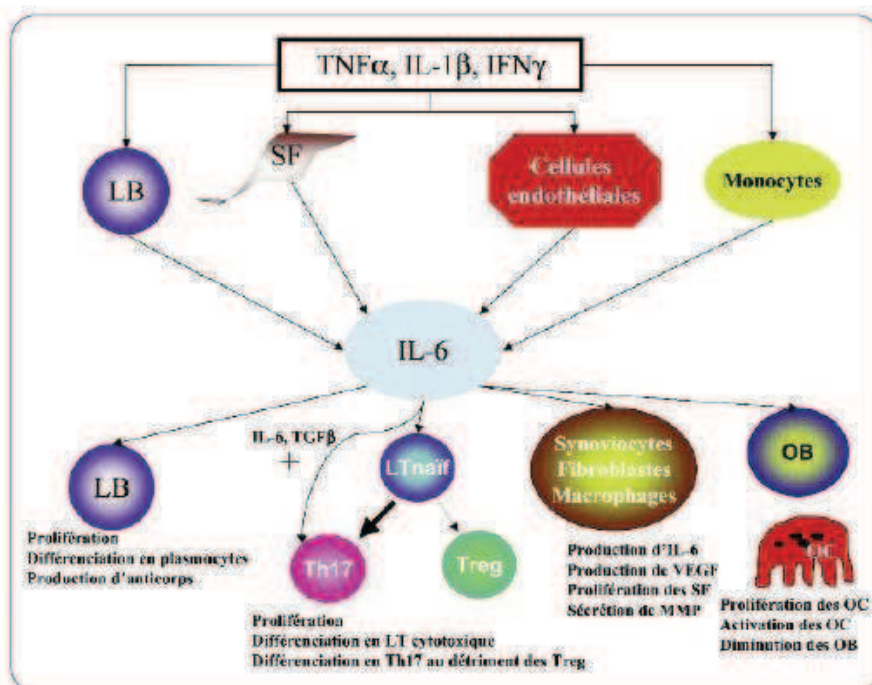 TNFα, IL-1β, IFNγ
LB
SF
Cellules
endothéliales
Monocytes
IL-6
IL-6, TGFβ
+
LB
LTnaïf
Th17
Treg
Synoviocytes
Fibroblastes
Macrophages
OB
OC
Prolifération
Différenciation en plasmocytes
Production d'anticorps
Prolifération
Différenciation en LT cytotoxique
Différenciation en Th17 au détriment des Treg
Production d'IL-6
Production de VEGF
Prolifération des SF
Sécrétion de MMP
Prolifération des OC
Activation des OC
Diminution des OB